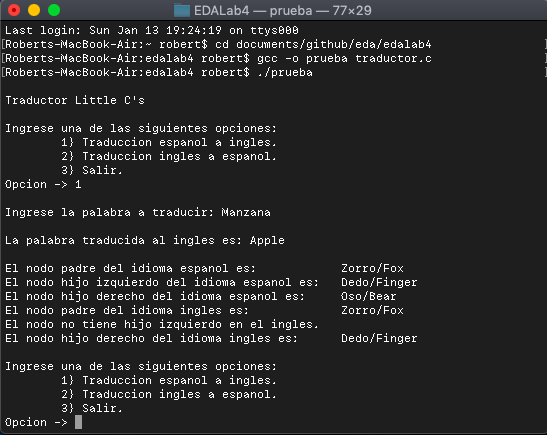 EDALab4 — prueba — 77×29
Last login: Sun Jan 13 19:24:19 on ttys000
[Roberts-MacBook-Air:~ robert$ cd documents/github/eda/edalab4 ]
[Roberts-MacBook-Air:edalab4 robert$ gcc -o prueba traductor.c ]
[Roberts-MacBook-Air:edalab4 robert$ ./prueba ]
Traductor Little C's
Ingrese una de las siguientes opciones:
1) Traduccion espanol a ingles.
2) Traduccion ingles a espanol.
3) Salir.
Opcion -> 1
Ingrese la palabra a traducir: Manzana
La palabra traducida al ingles es: Apple
El nodo padre del idioma espanol es: Zorro/Fox
El nodo hijo izquierdo del idioma espanol es: Dedo/Finger
El nodo hijo derecho del idioma espanol es: Oso/Bear
El nodo padre del idioma ingles es: Zorro/Fox
El nodo no tiene hijo izquierdo en el ingles.
El nodo hijo derecho del idioma ingles es: Dedo/Finger
Ingrese una de las siguientes opciones:
1) Traduccion espanol a ingles.
2) Traduccion ingles a espanol.
3) Salir.
Opcion ->